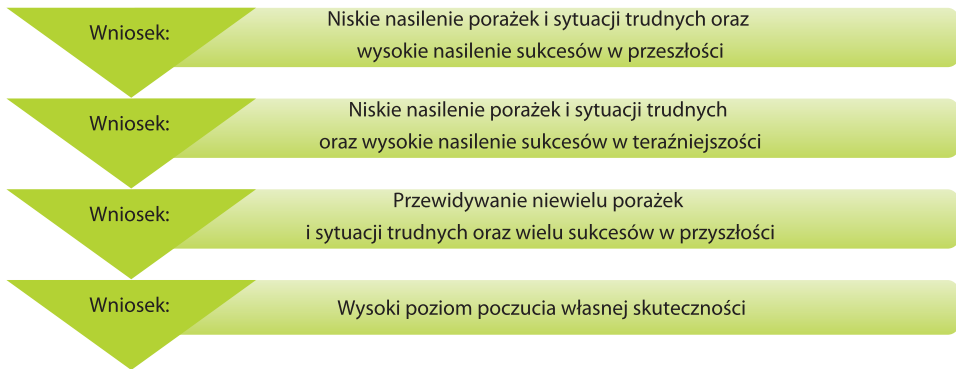 Wniosek:
Niskie nasilenie porażek i sytuacji trudnych oraz
wysokie nasilenie sukcesów w przeszłości
Wniosek:
Niskie nasilenie porażek i sytuacji trudnych
oraz wysokie nasilenie sukcesów w teraźniejszości
Wniosek:
Przewidywanie niewielu porażek
i sytuacji trudnych oraz wielu sukcesów w przyszłości
Wniosek:
Wysoki poziom poczucia własnej skuteczności